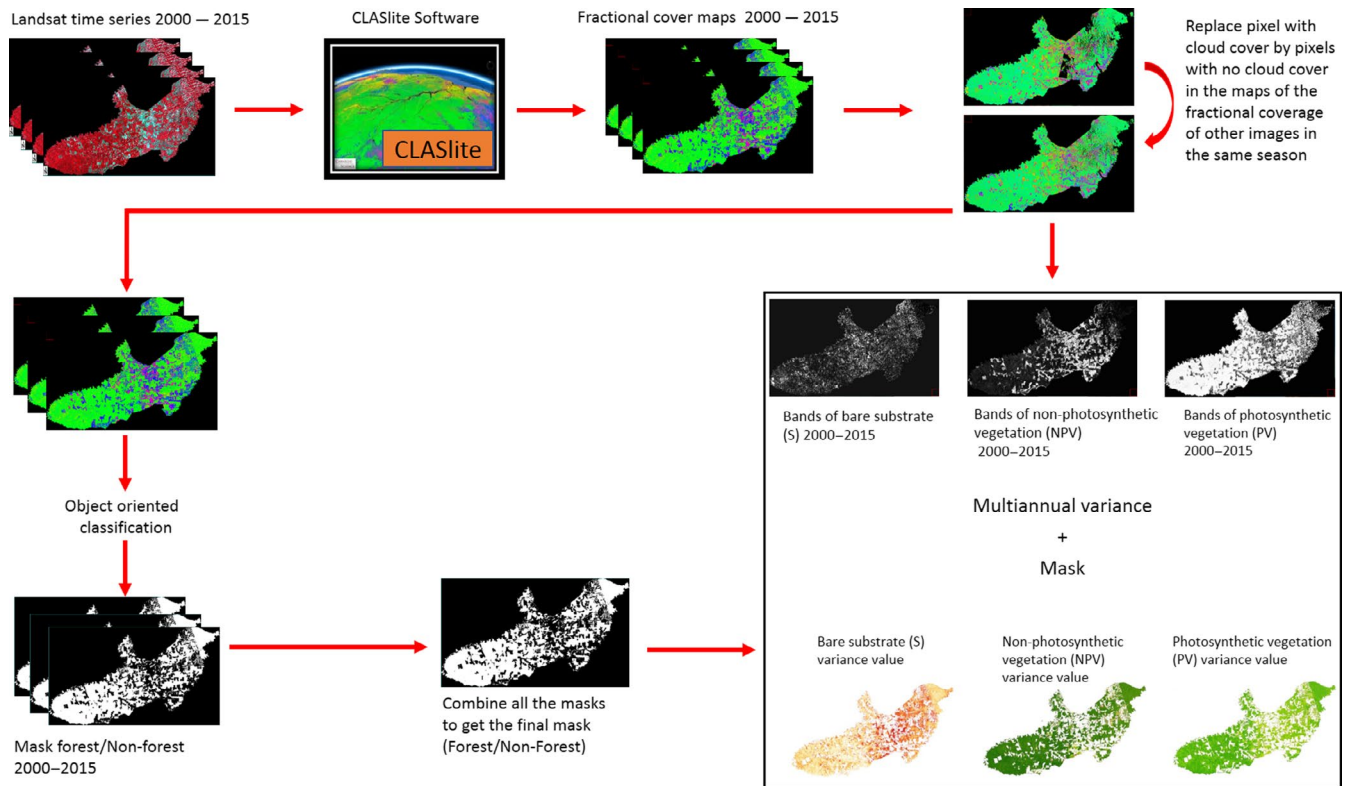 Landsat time series 2000 — 2015
CLASlite Software
Fractional cover maps 2000 — 2015
Replace pixel with
cloud cover by pixels
with no cloud cover
in the maps of the
fractional coverage
of other images in
the same season
CLASlite
Object oriented
classification
Mask forest/Non-forest
2000–2015
Combine all the masks
to get the final mask
(Forest/Non-Forest)
Bands of bare substrate
(S) 2000–2015
Bands of non-photosynthetic
vegetation (NPV)
2000–2015
Bands of photosynthetic
vegetation (PV)
2000–2015
Multiannual variance
+
Mask
Bare substrate (S)
variance value
Non-photosynthetic
vegetation (NPV)
variance value
Photosynthetic vegetation
(PV) variance value